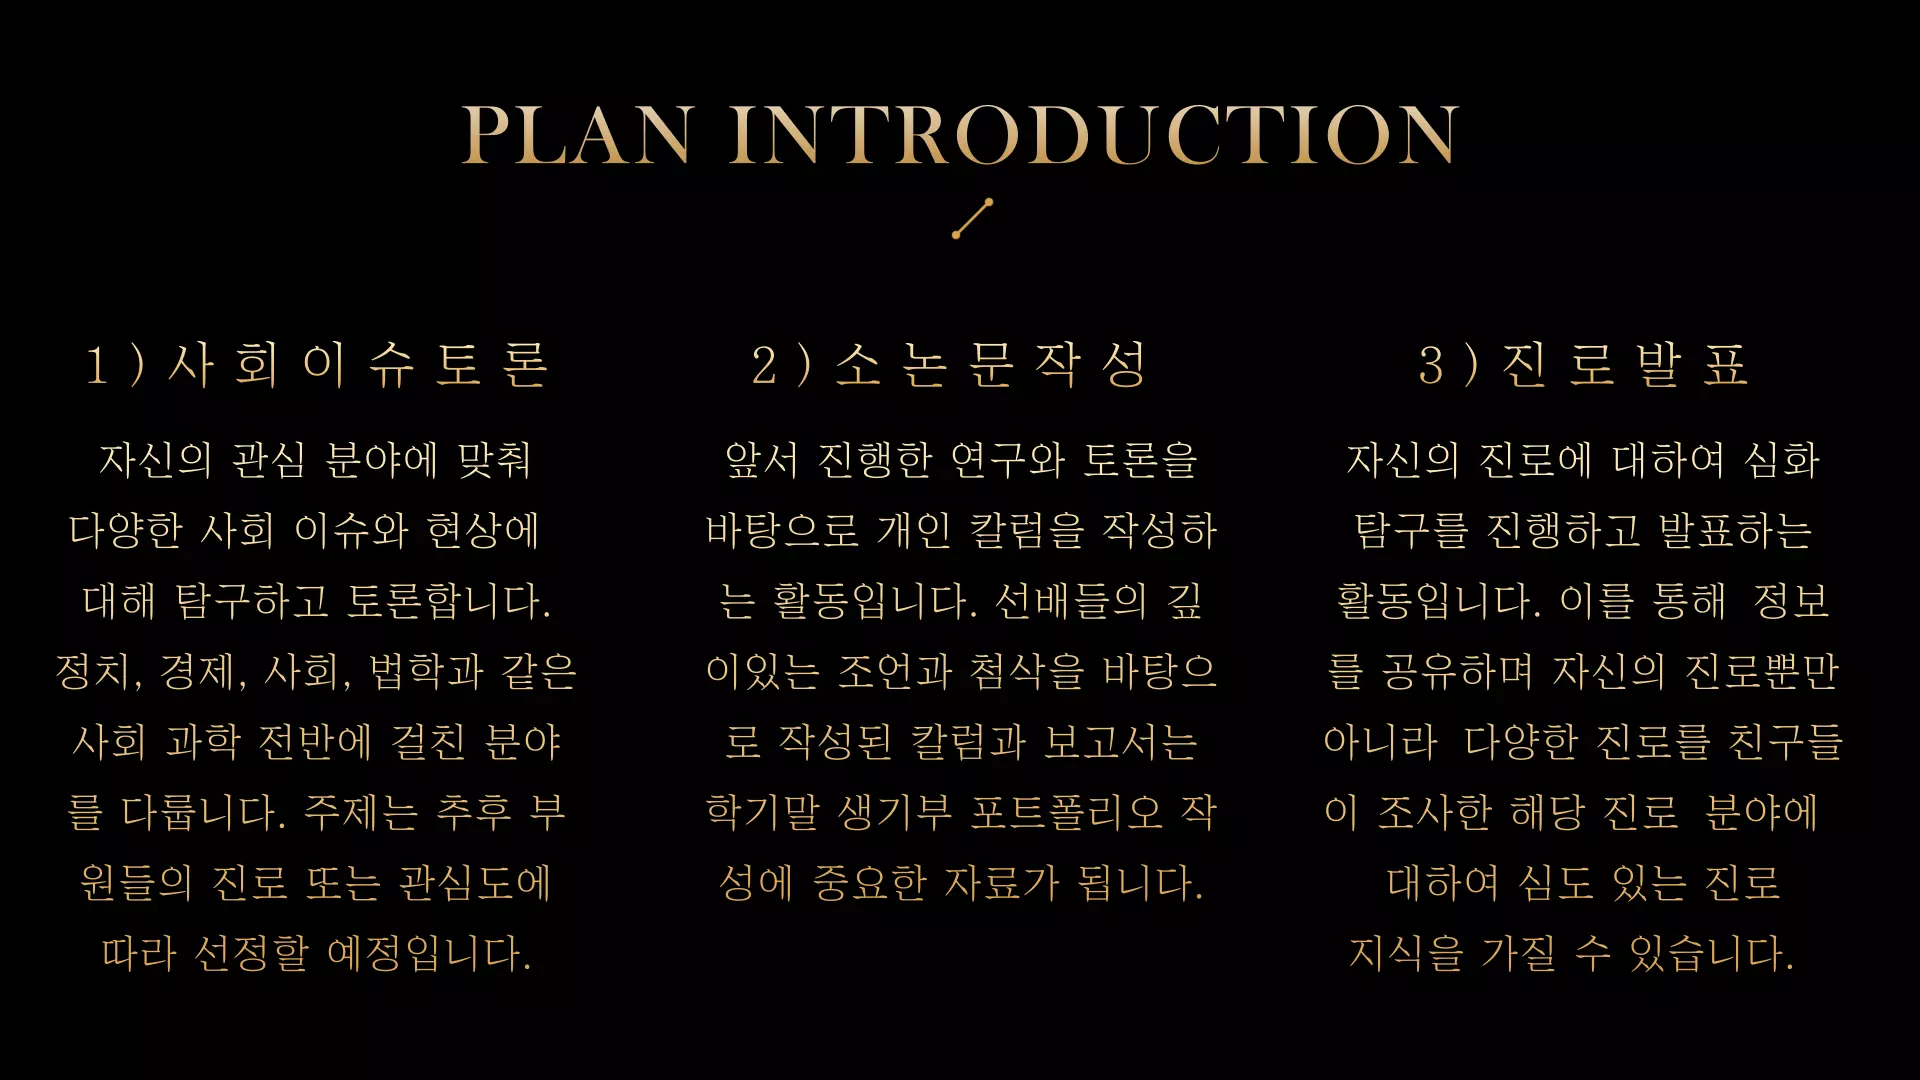 PLAN INTRODUCTION
1)사회이슈토론
자신의 관심 분야에 맞춰
다양한 사회 이슈와 현상에
대해 탐구하고 토론합니다.
정치, 경제, 사회, 법학과 같은
사회 과학 전반에 걸친 분야
를 다룹니다. 주제는 추후 부
원들의 진로 또는 관심도에
따라 선정할 예정입니다.
2)소논문작성
앞서 진행한 연구와 토론을
바탕으로 개인 칼럼을 작성하
는 활동입니다. 선배들의 깊
이있는 조언과 첨삭을 바탕으
로 작성된 칼럼과 보고서는
학기말 생기부 포트폴리오 작
성에 중요한 자료가 됩니다.
3)진로발표
자신의 진로에 대하여 심화
탐구를 진행하고 발표하는
활동입니다. 이를 통해 정보
를 공유하며 자신의 진로뿐만
아니라 다양한 진로를 친구들
이 조사한 해당 진로 분야에
대하여 심도 있는 진로
지식을 가질 수 있습니다.